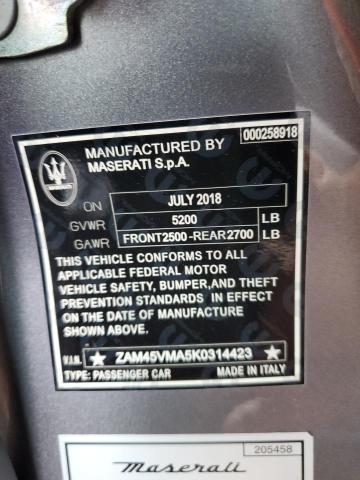 000258918
MANUFACTURED BY
MASERATI S.p.A.
ON JULY 2018
GVWR 5200 LB
GAWR FRONT2500-REAR2700 LB
THIS VEHICLE CONFORMS TO ALL
APPLICABLE FEDERAL MOTOR
VEHICLE SAFETY, BUMPER,AND THEFT
PREVENTION STANDARDS IN EFFECT
ON THE DATE OF MANUFACTURE
SHOWN ABOVE.
V.I.N. ★ ZAM45VMA5K0314423 ★
TYPE: PASSENGER CAR MADE IN ITALY
205458
Maserati